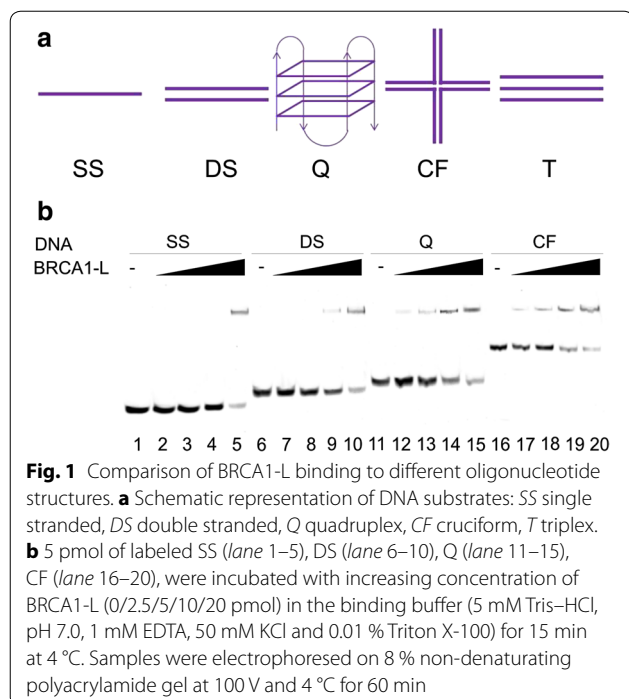 a
SS DS Q CF T
b
DNA SS DS Q CF
BRCA1-L - - - -
1 2 3 4 5 6 7 8 9 10 11 12 13 14 15 16 17 18 19 20
Fig. 1 Comparison of BRCA1-L binding to different oligonucleotide
structures. a Schematic representation of DNA substrates: SS single
stranded, DS double stranded, Q quadruplex, CF cruciform, T triplex.
b 5 pmol of labeled SS (lane 1–5), DS (lane 6–10), Q (lane 11–15),
CF (lane 16–20), were incubated with increasing concentration of
BRCA1-L (0/2.5/5/10/20 pmol) in the binding buffer (5 mM Tris–HCl,
pH 7.0, 1 mM EDTA, 50 mM KCl and 0.01 % Triton X-100) for 15 min
at 4 °C. Samples were electrophoresed on 8 % non-denaturating
polyacrylamide gel at 100 V and 4 °C for 60 min